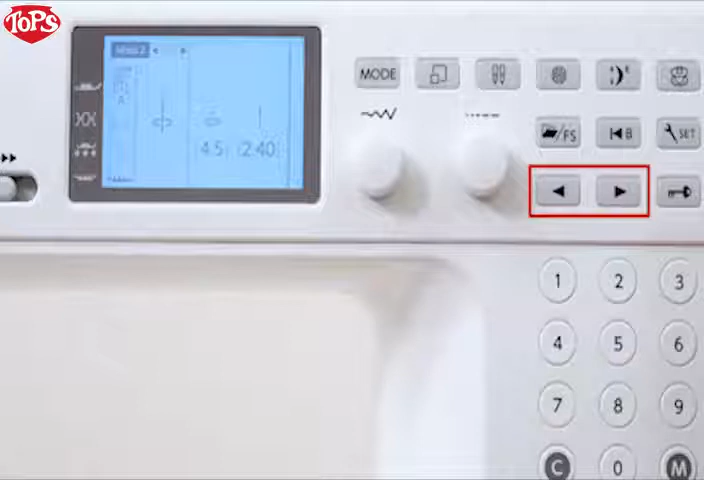 ToPS
MODE
/FS
B
SET
4.5 (2.40)
A
1 2 3
4 5 6
7 8 9
C 0 M